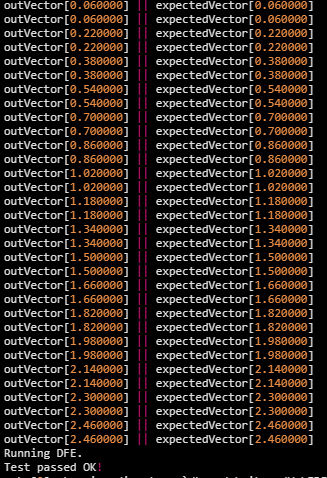 outVector[0.060000] || expectedVector[0.060000]
outVector[0.060000] || expectedVector[0.060000]
outVector[0.220000] || expectedVector[0.220000]
outVector[0.220000] || expectedVector[0.220000]
outVector[0.380000] || expectedVector[0.380000]
outVector[0.380000] || expectedVector[0.380000]
outVector[0.540000] || expectedVector[0.540000]
outVector[0.540000] || expectedVector[0.540000]
outVector[0.700000] || expectedVector[0.700000]
outVector[0.700000] || expectedVector[0.700000]
outVector[0.860000] || expectedVector[0.860000]
outVector[0.860000] || expectedVector[0.860000]
outVector[1.020000] || expectedVector[1.020000]
outVector[1.020000] || expectedVector[1.020000]
outVector[1.180000] || expectedVector[1.180000]
outVector[1.180000] || expectedVector[1.180000]
outVector[1.340000] || expectedVector[1.340000]
outVector[1.340000] || expectedVector[1.340000]
outVector[1.500000] || expectedVector[1.500000]
outVector[1.500000] || expectedVector[1.500000]
outVector[1.660000] || expectedVector[1.660000]
outVector[1.660000] || expectedVector[1.660000]
outVector[1.820000] || expectedVector[1.820000]
outVector[1.820000] || expectedVector[1.820000]
outVector[1.980000] || expectedVector[1.980000]
outVector[1.980000] || expectedVector[1.980000]
outVector[2.140000] || expectedVector[2.140000]
outVector[2.140000] || expectedVector[2.140000]
outVector[2.300000] || expectedVector[2.300000]
outVector[2.300000] || expectedVector[2.300000]
outVector[2.460000] || expectedVector[2.460000]
outVector[2.460000] || expectedVector[2.460000]
Running DFE.
Test passed OK!